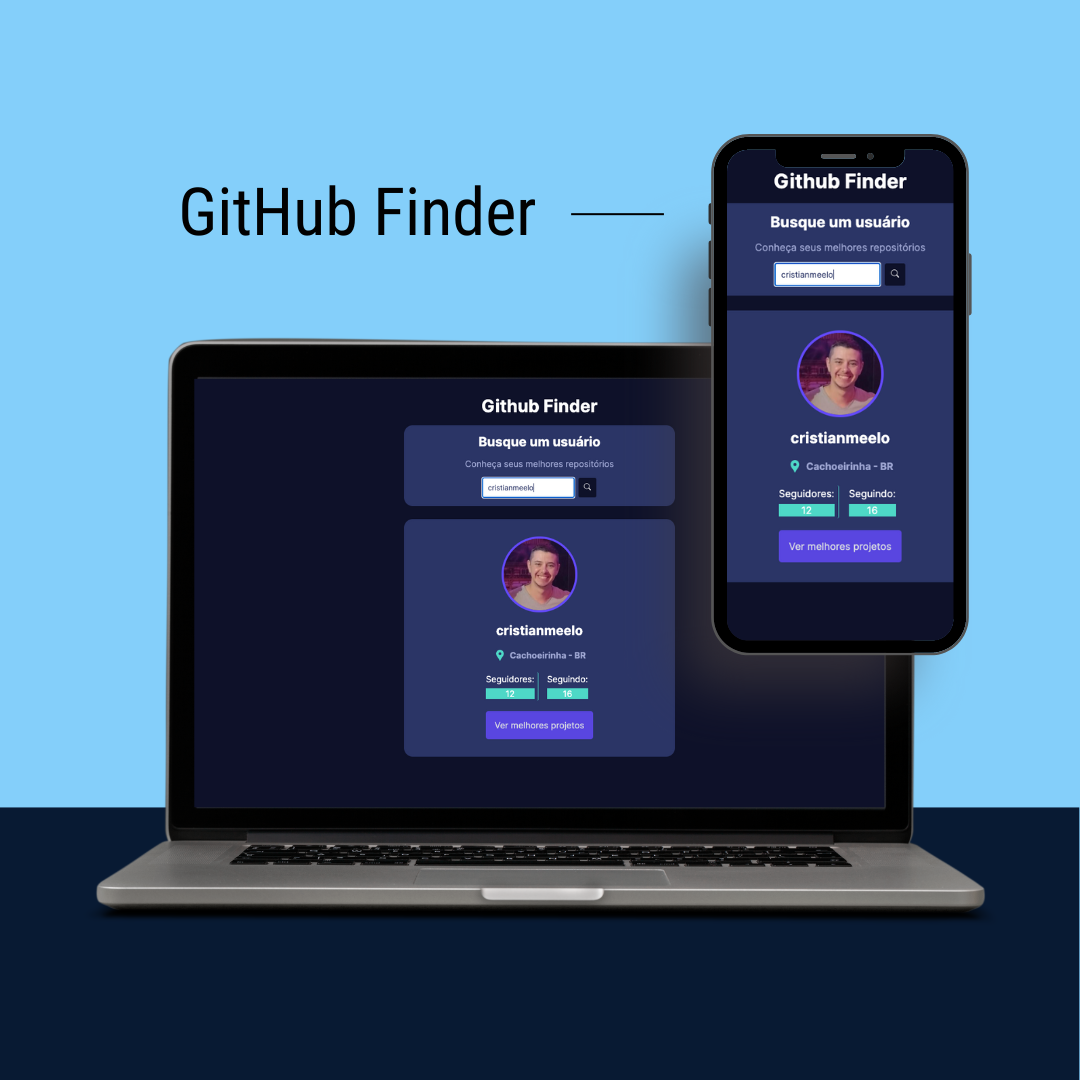 GitHub Finder
Github Finder
Busque um usuário
Conheça seus melhores repositórios
cristianmeelo
cristianmeelo
Cachoeirinha - BR
Seguidores: Seguindo:
12 16
Ver melhores projetos
Github Finder
Busque um usuário
Conheça seus melhores repositórios
cristianmeelo
cristianmeelo
Cachoeirinha - BR
Seguidores: Seguindo:
12 16
Ver melhores projetos